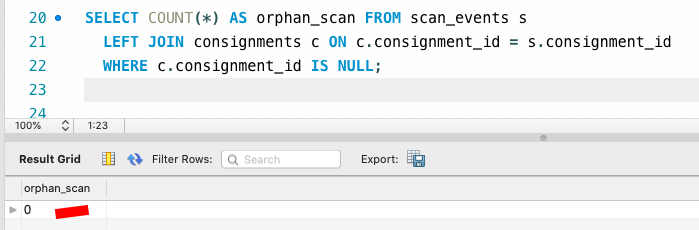 20 SELECT COUNT(*) AS orphan_scan FROM scan_events s
21 LEFT JOIN consignments c ON c.consignment_id = s.consignment_id
22 WHERE c.consignment_id IS NULL;
23
24
100% 1:23
Result Grid Filter Rows: Search Export:
orphan_scan
0